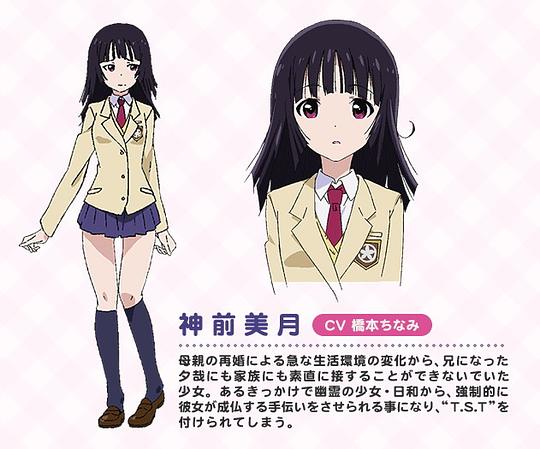 神前美月
CV 橋本ちなみ
母親の再婚による急な生活環境の変化から、兄になった
夕哉にも家族にも素直に接することができないでいた
少女。あるきっかけで幽霊の少女・日和から、強制的に
彼女が成仏する手伝いをさせられる事になり、“T.S.T”を
付けられてしまう。